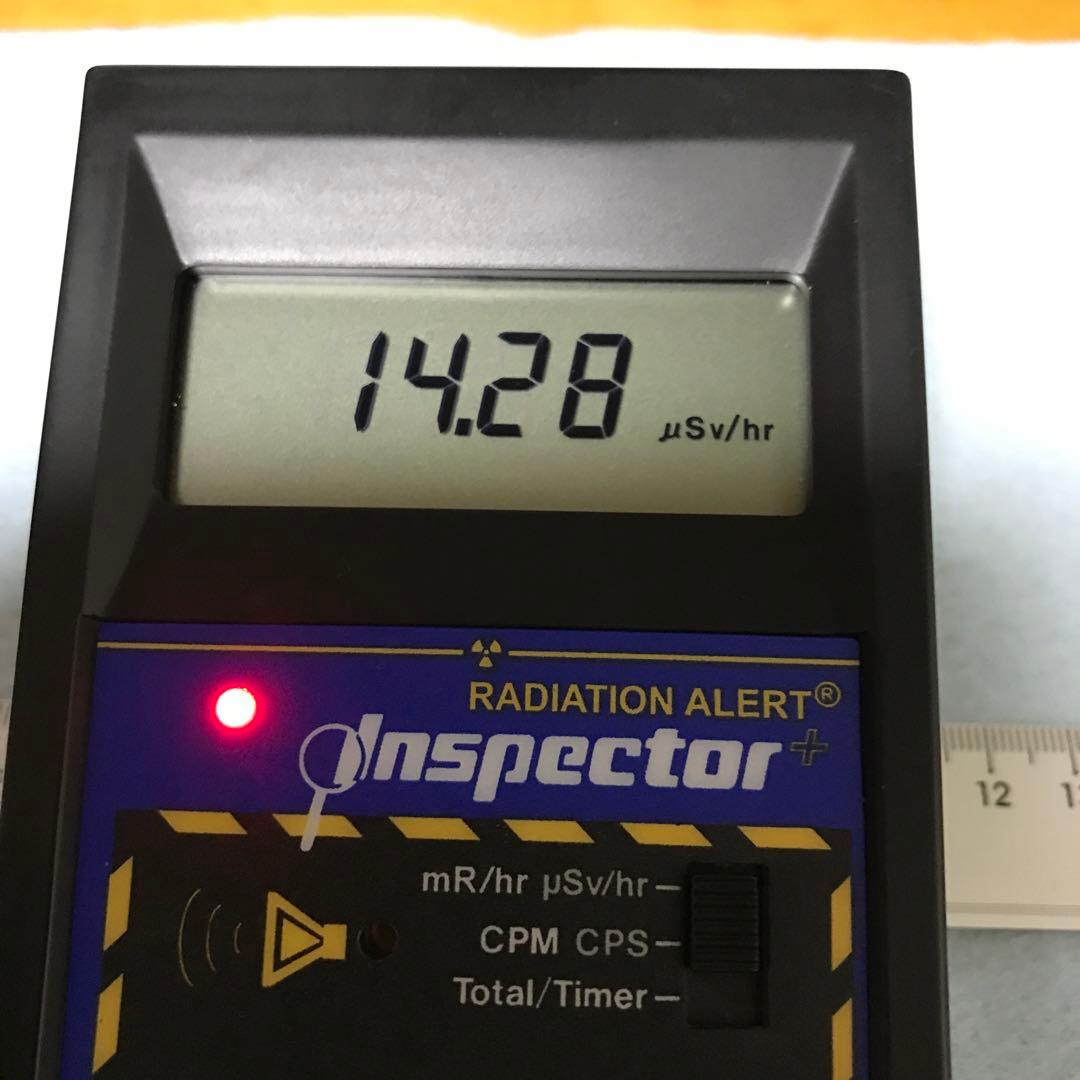 14.28 μSv/hr
RADIATION ALERT®
Inspector+
mR/hr µSv/hr
CPM CPS
Total/Timer
12